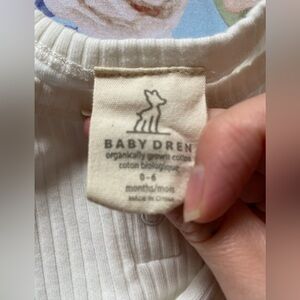 BABY DREN
organically grown cotton
coton biologique
0-6
months/mois
MADE IN CHINA